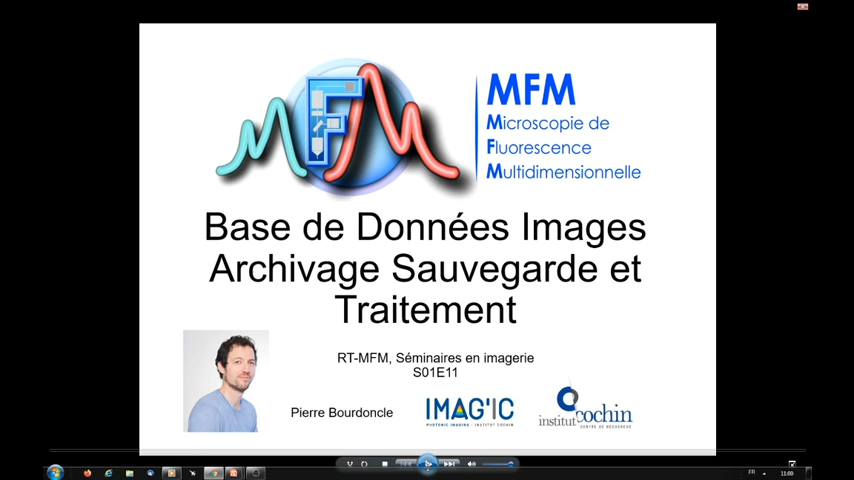 MFM
MFM
Microscopie de
Fluorescence
Multidimensionnelle
Base de Données Images
Archivage Sauvegarde et
Traitement
RT-MFM, Séminaires en imagerie
S01E11
Pierre Bourdoncle
IMAG'IC
PHOTONIC IMAGING - INSTITUT COCHIN
institut cochin
CENTRE DE RECHERCHE
FR
11:00